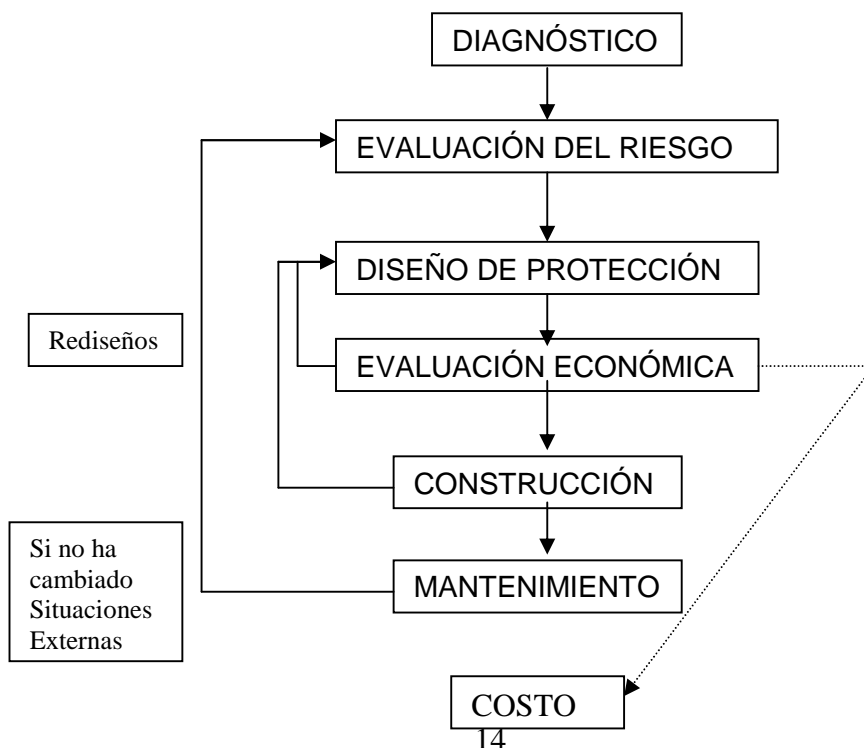 DIAGNÓSTICO
EVALUACIÓN DEL RIESGO
DISEÑO DE PROTECCIÓN
Rediseños
EVALUACIÓN ECONÓMICA
CONSTRUCCIÓN
Si no ha
cambiado
Situaciones
Externas
MANTENIMIENTO
COSTO
14